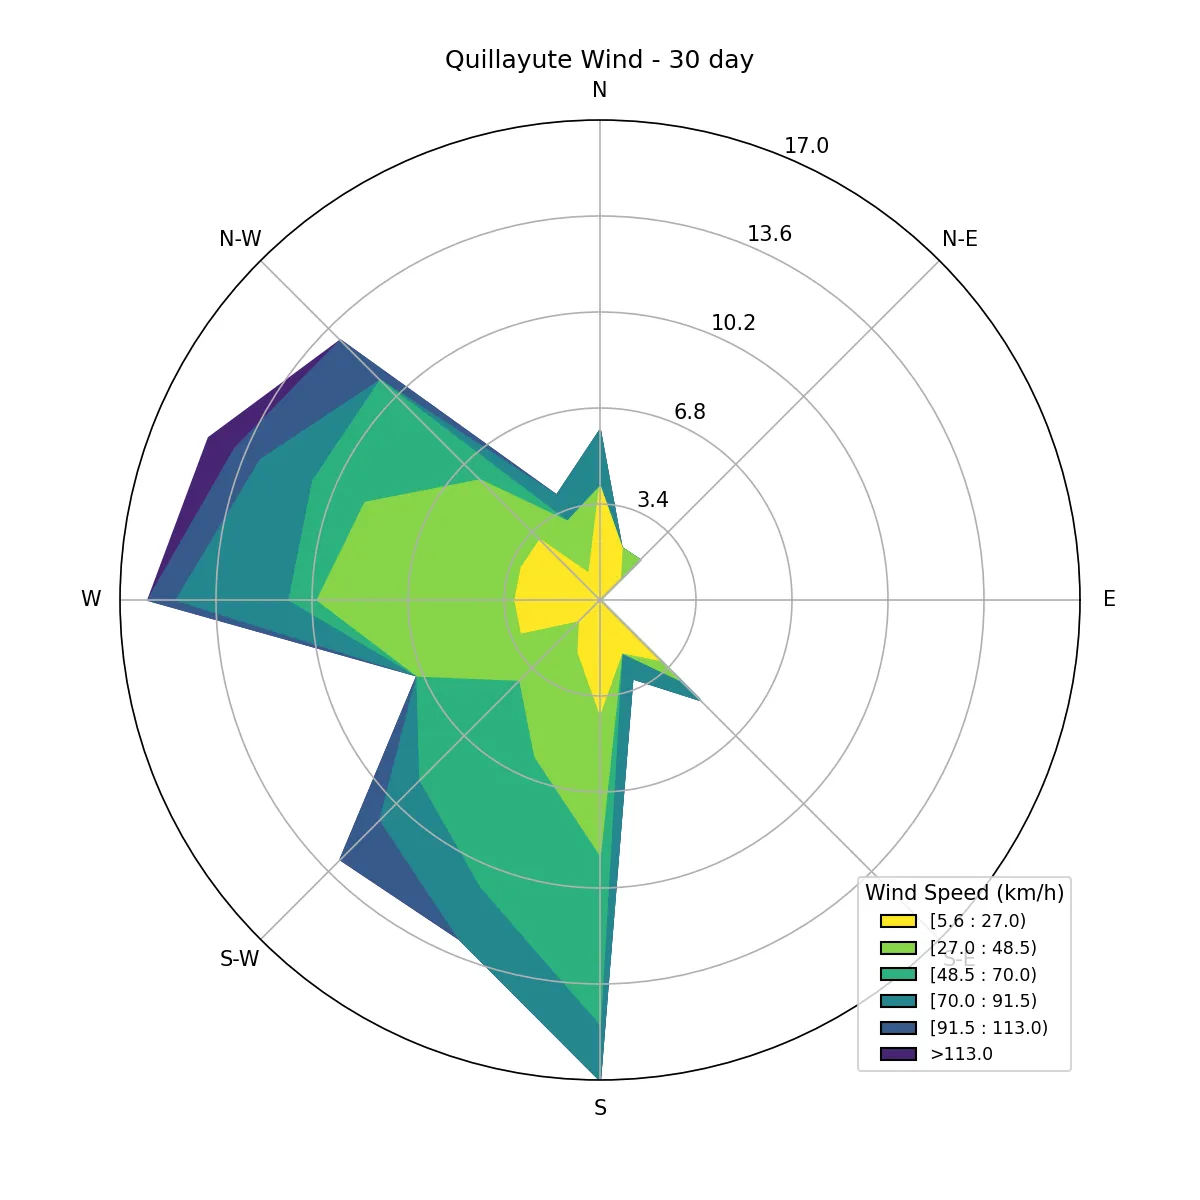 Quillayute Wind - 30 day
N
17.0
13.6
N-W
N-E
10.2
6.8
3.4
W
E
S-W
S-E
S
Wind Speed (km/h)
[5.6 : 27.0)
[27.0 : 48.5)
[48.5 : 70.0)
[70.0 : 91.5)
[91.5 : 113.0)
>113.0